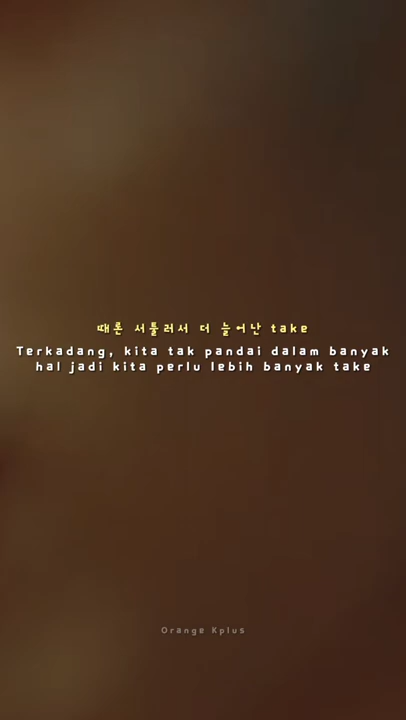 때론 서툴러서 더 늘어난 take
Terkadang, kita tak pandai dalam banyak
hal jadi kita perlu lebih banyak take
Orange Kplus